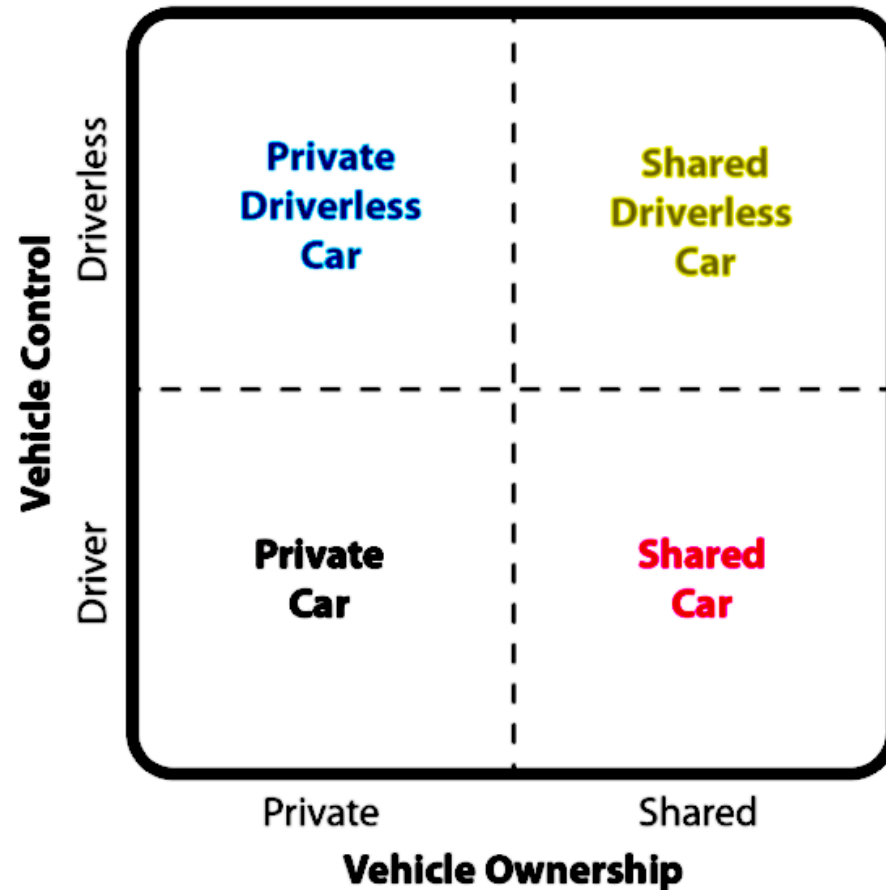 Vehicle Control
Driverless
Driver
Private
Driverless
Car
Shared
Driverless
Car
Private
Car
Shared
Car
Private
Shared
Vehicle Ownership